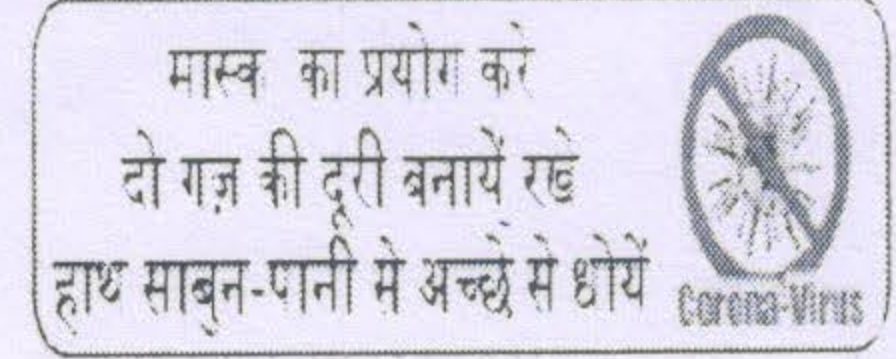 मास्क का प्रयोग करे
दो गज़ की दूरी बनायें रखे
हाथ साबुन-पानी मे अच्छे से धोयें
Corona-Virus